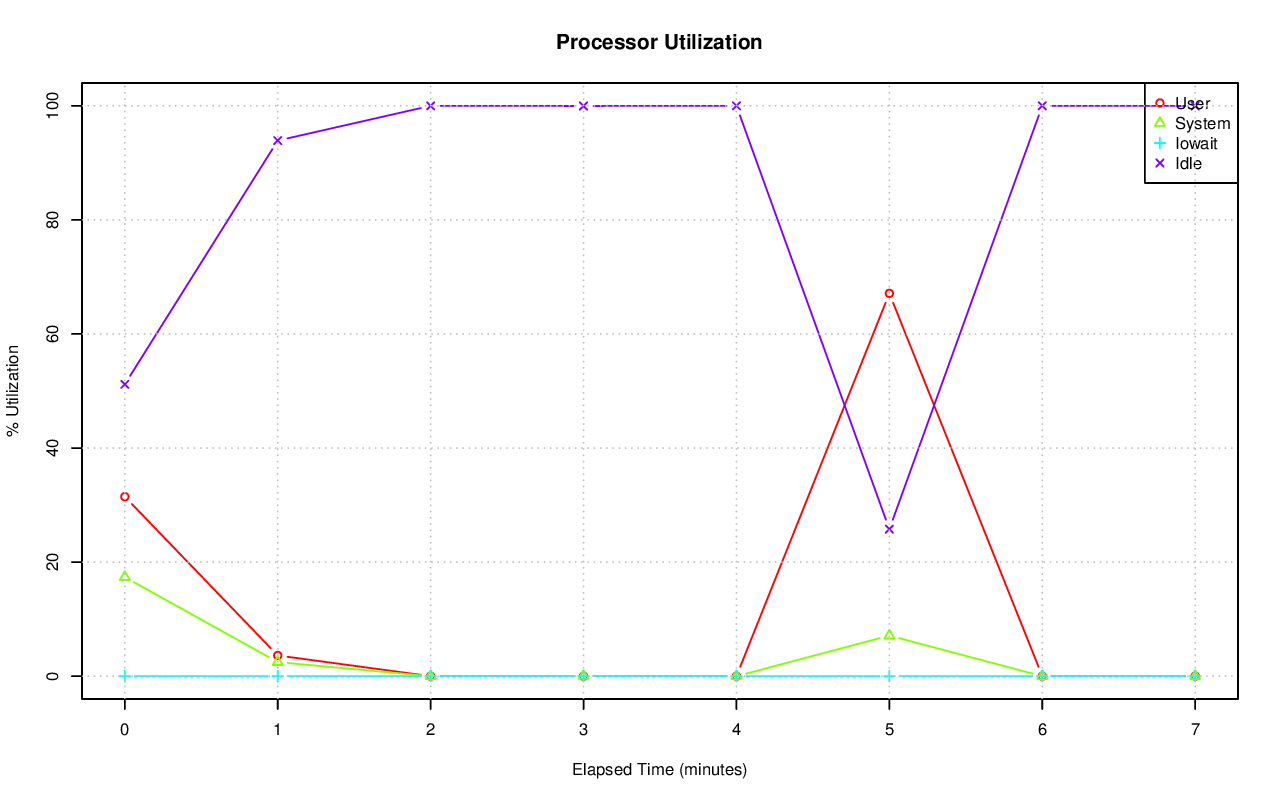 Processor Utilization
% Utilization
100
80
60
40
20
0
User
System
Iowait
Idle
0 1 2 3 4 5 6 7
Elapsed Time (minutes)